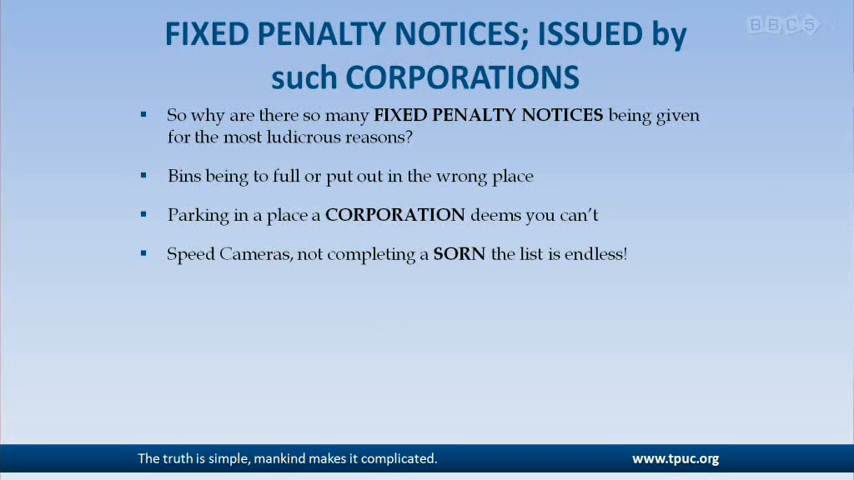 BBC5
FIXED PENALTY NOTICES; ISSUED by
such CORPORATIONS
So why are there so many FIXED PENALTY NOTICES being given
for the most ludicrous reasons?
Bins being to full or put out in the wrong place
Parking in a place a CORPORATION deems you can't
Speed Cameras, not completing a SORN the list is endless!
The truth is simple, mankind makes it complicated.
www.tpuc.org